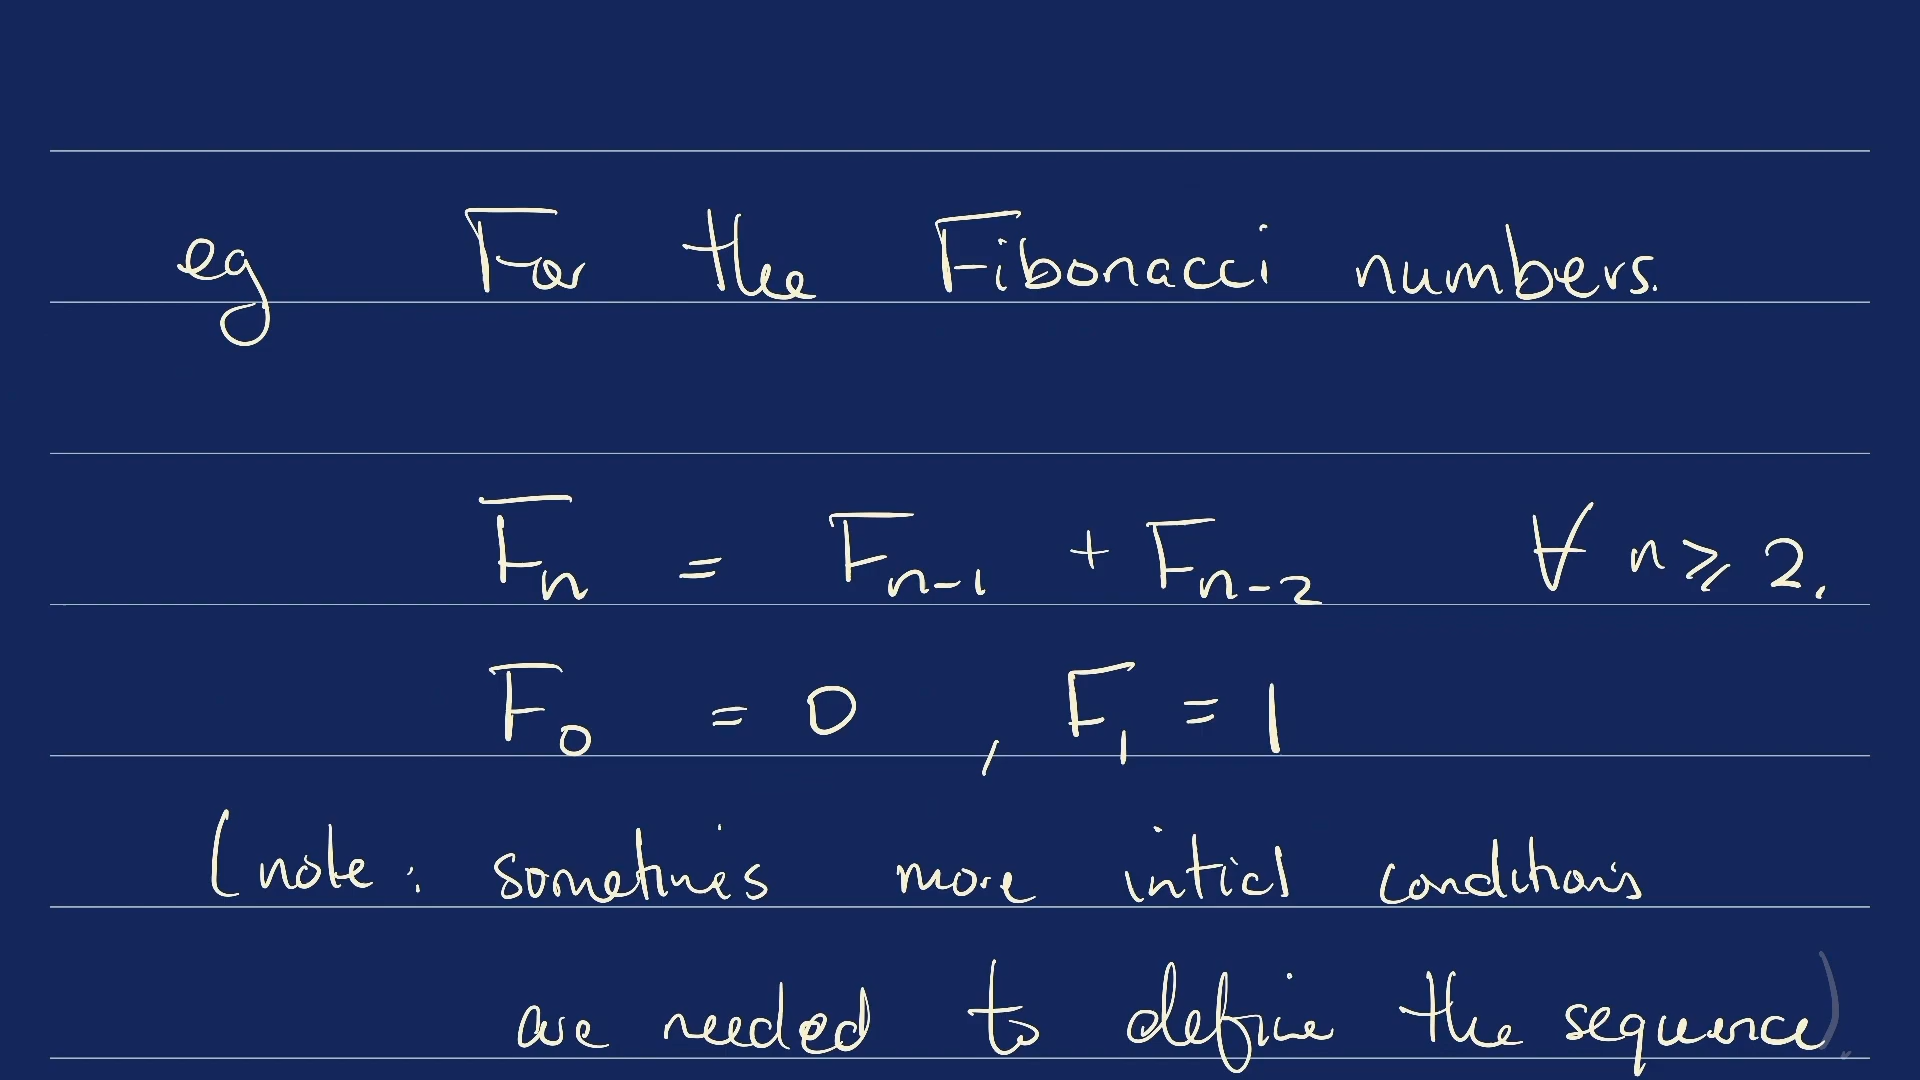 eg For the Fibonacci numbers.
Fₙ = Fₙ₋₁ + Fₙ₋₂ ∀ n ⩾ 2.
F₀ = 0 , F₁ = 1
(note: sometimes more intial conditions
are needed to define the sequence).